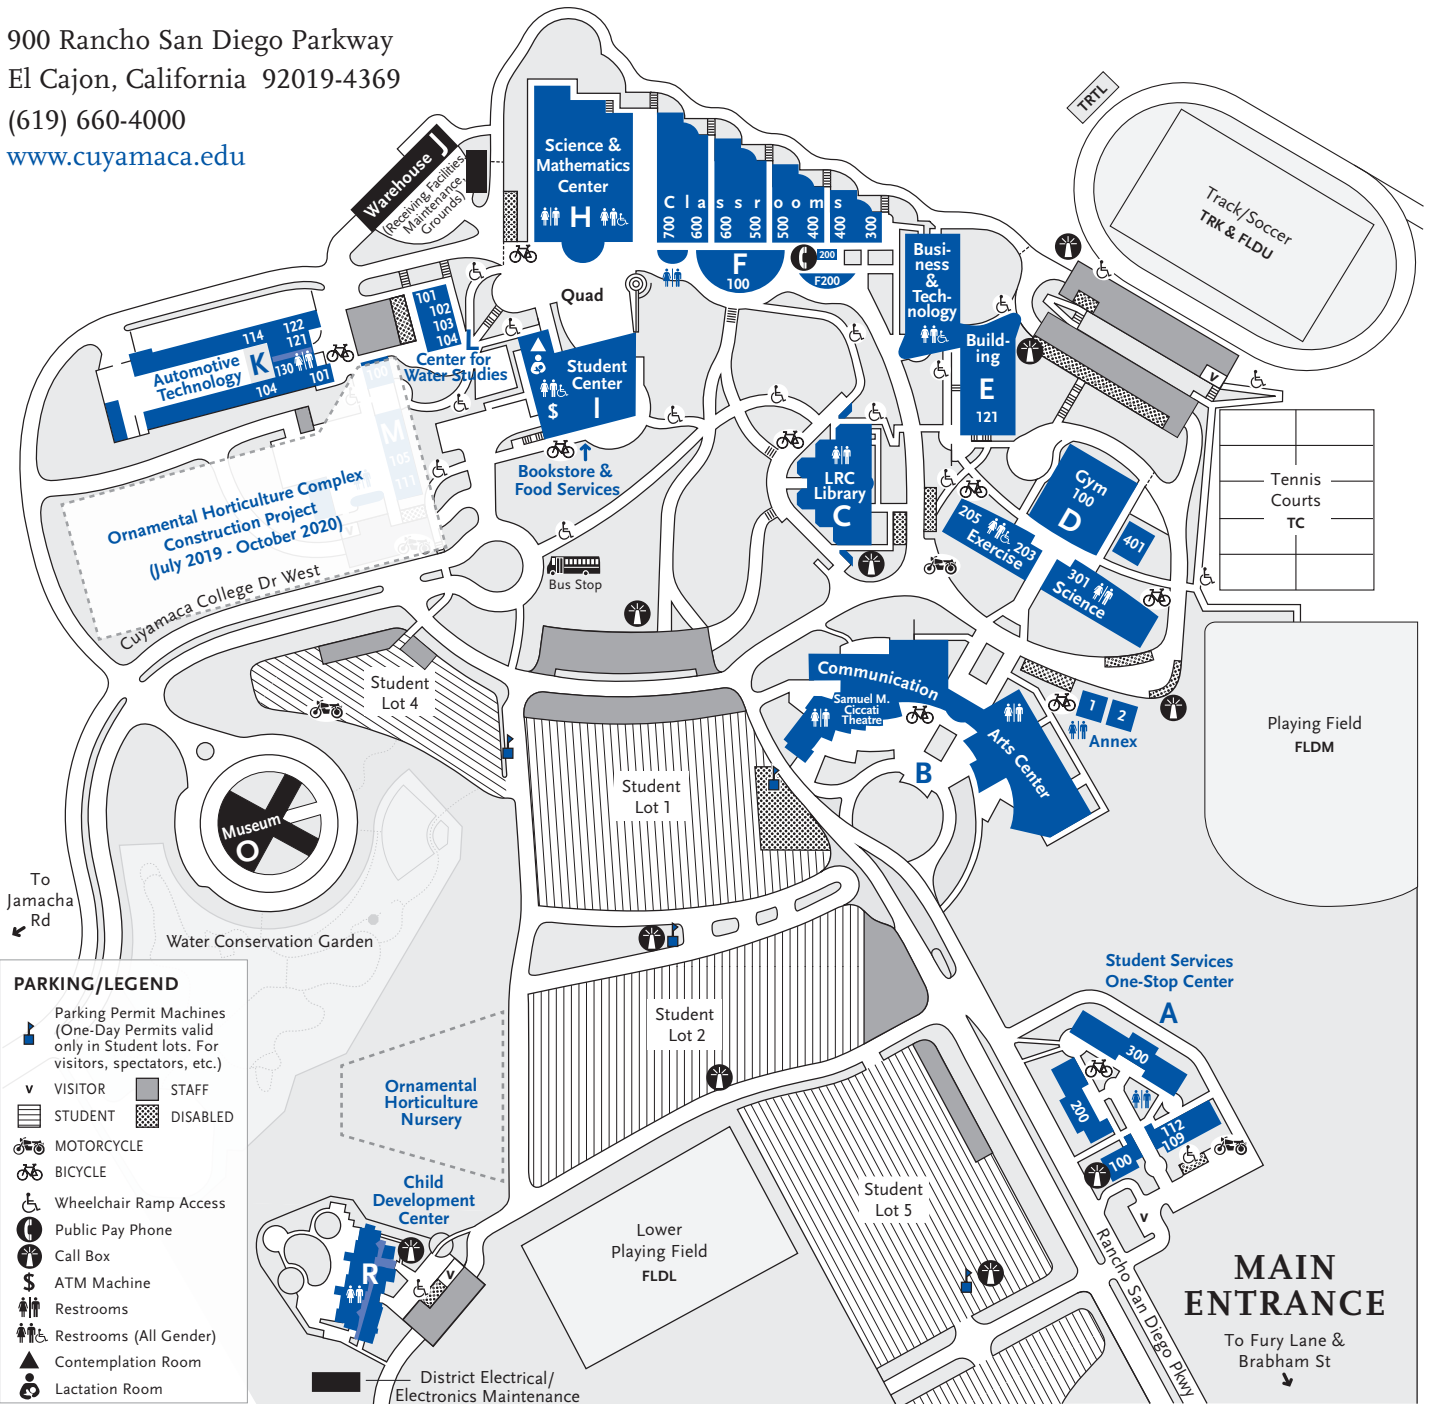 900 Rancho San Diego Parkway
El Cajon, California  92019-4369
(619) 660-4000
www.cuyamaca.edu
Warehouse J
(Receiving, Facilities,
Maintenance,
Grounds)
Science &
Mathematics
Center
H
Classrooms
700
600
600
500
500
400
400
300
F
100
200
F200
Quad
TRTL
Track/Soccer
TRK & FLDU
Busi-
ness
&
Tech-
nology
Build-
ing
E
121
114
122
121
Automotive
Technology
K
130
101
104
101
102
103
104
L
Center for
Water Studies
Student
Center
I
$
Bookstore &
Food Services
100
M
105
111
Ornamental Horticulture Complex
Construction Project
(July 2019 - October 2020)
Cuyamaca College Dr West
Bus Stop
LRC
Library
C
Gym
100
D
401
205
203
Exercise
301
Science
Tennis
Courts
TC
V
Student
Lot 4
Communication
Samuel M.
Ciccati
Theatre
Arts Center
B
1
2
Annex
Playing Field
FLDM
Student
Lot 1
Museum
O
To
Jamacha
Rd
Water Conservation Garden
Student
Lot 2
Student Services
One-Stop Center
A
300
200
112
109
100
V
Ornamental
Horticulture
Nursery
Child
Development
Center
R
V
Lower
Playing Field
FLDL
Student
Lot 5
Rancho San Diego Pkwy
MAIN
ENTRANCE
To Fury Lane &
Brabham St
District Electrical/
Electronics Maintenance
PARKING/LEGEND
Parking Permit Machines
(One-Day Permits valid
only in Student lots. For
visitors, spectators, etc.)
V VISITOR
STAFF
STUDENT
DISABLED
MOTORCYCLE
BICYCLE
Wheelchair Ramp Access
Public Pay Phone
Call Box
$ ATM Machine
Restrooms
Restrooms (All Gender)
Contemplation Room
Lactation Room